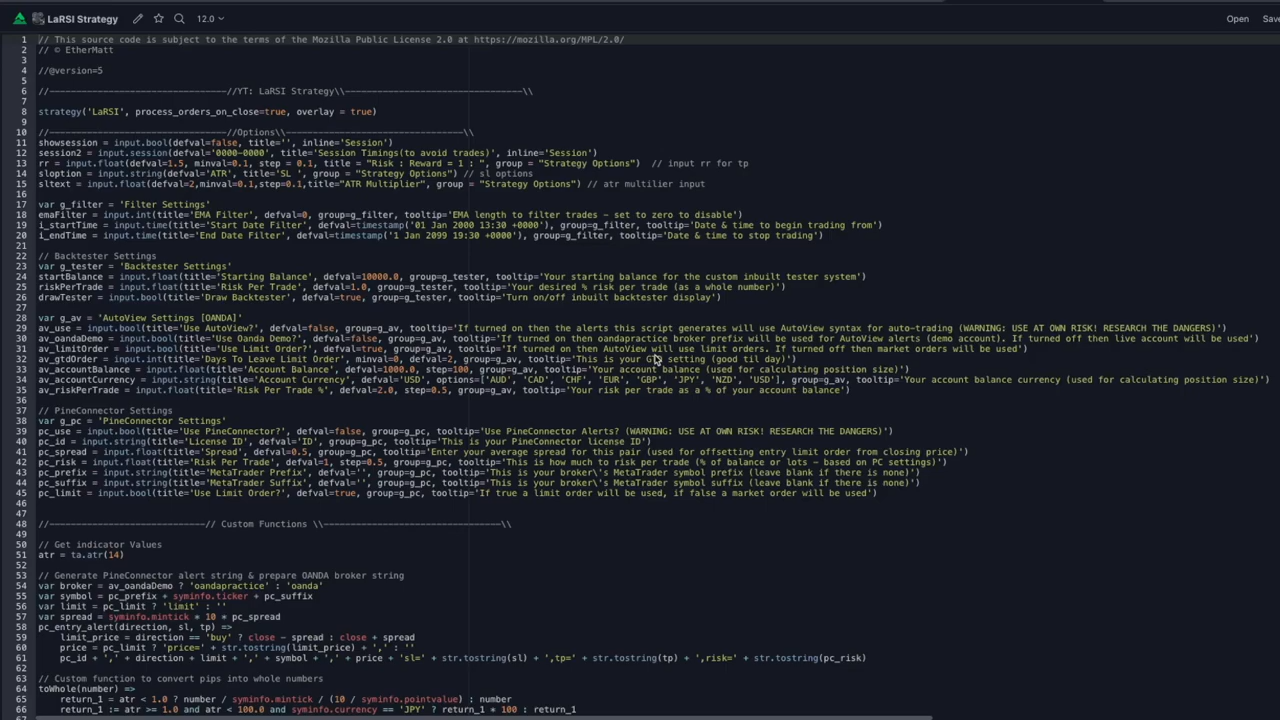 LaRSI Strategy 12.0 Open Save
1 // This source code is subject to the terms of the Mozilla Public License 2.0 at https://mozilla.org/MPL/2.0/
2 // © EtherMatt
3
4 //@version=5
5
6 //————————————————————————————//YT: LaRSI Strategy\\————————————————————————————\\
7
8 strategy('LaRSI', process_orders_on_close=true, overlay = true)
9
10 //————————————————————————————//Options\\————————————————————————————\\
11 showsession = input.bool(defval=false, title='', inline='Session')
12 session2 = input.session(defval='0000-0000', title='Session Timings(to avoid trades)', inline='Session')
13 rr = input.float(defval=1.5, minval=0.1, step = 0.1, title = "Risk : Reward = 1 : ", group = "Strategy Options") // input rr for tp
14 sloption = input.string(defval='ATR', title='SL ', group = "Strategy Options") // sl options
15 sltext = input.float(defval=2,minval=0.1,step=0.1,title="ATR Multiplier", group = "Strategy Options") // atr multilier input
16
17 var g_filter = 'Filter Settings'
18 emaFilter = input.int(title='EMA Filter', defval=0, group=g_filter, tooltip='EMA length to filter trades - set to zero to disable')
19 i_startTime = input.time(title='Start Date Filter', defval=timestamp('01 Jan 2000 13:30 +0000'), group=g_filter, tooltip='Date & time to begin trading from')
20 i_endTime = input.time(title='End Date Filter', defval=timestamp('1 Jan 2099 19:30 +0000'), group=g_filter, tooltip='Date & time to stop trading')
21
22 // Backtester Settings
23 var g_tester = 'Backtester Settings'
24 startBalance = input.float(title='Starting Balance', defval=10000.0, group=g_tester, tooltip='Your starting balance for the custom inbuilt tester system')
25 riskPerTrade = input.float(title='Risk Per Trade', defval=1.0, group=g_tester, tooltip='Your desired % risk per trade (as a whole number)')
26 drawTester = input.bool(title='Draw Backtester', defval=true, group=g_tester, tooltip='Turn on/off inbuilt backtester display')
27
28 var g_av = 'AutoView Settings [OANDA]'
29 av_use = input.bool(title='Use AutoView?', defval=false, group=g_av, tooltip='If turned on then the alerts this script generates will use AutoView syntax for auto-trading (WARNING: USE AT OWN RISK! RESEARCH THE DANGERS)')
30 av_oandaDemo = input.bool(title='Use Oanda Demo?', defval=false, group=g_av, tooltip='If turned on then oandapractice broker prefix will be used for AutoView alerts (demo account). If turned off then live account will be used')
31 av_limitOrder = input.bool(title='Use Limit Order?', defval=true, group=g_av, tooltip='If turned on then AutoView will use limit orders. If turned off then market orders will be used')
32 av_gtdOrder = input.int(title='Days To Leave Limit Order', minval=0, defval=2, group=g_av, tooltip='This is your GTD setting (good til day)')
33 av_accountBalance = input.float(title='Account Balance', defval=1000.0, step=100, group=g_av, tooltip='Your account balance (used for calculating position size)')
34 av_accountCurrency = input.string(title='Account Currency', defval='USD', options=['AUD', 'CAD', 'CHF', 'EUR', 'GBP', 'JPY', 'NZD', 'USD'], group=g_av, tooltip='Your account balance currency (used for calculating position size)')
35 av_riskPerTrade = input.float(title='Risk Per Trade %', defval=2.0, step=0.5, group=g_av, tooltip='Your risk per trade as a % of your account balance')
36
37 // PineConnector Settings
38 var g_pc = 'PineConnector Settings'
39 pc_use = input.bool(title='Use PineConnector?', defval=false, group=g_pc, tooltip='Use PineConnector Alerts? (WARNING: USE AT OWN RISK! RESEARCH THE DANGERS)')
40 pc_id = input.string(title='License ID', defval='ID', group=g_pc, tooltip='This is your PineConnector license ID')
41 pc_spread = input.float(title='Spread', defval=0.5, group=g_pc, tooltip='Enter your average spread for this pair (used for offsetting entry limit order from closing price)')
42 pc_risk = input.float(title='Risk Per Trade', defval=1, step=0.5, group=g_pc, tooltip='This is how much to risk per trade (% of balance or lots - based on PC settings)')
43 pc_prefix = input.string(title='MetaTrader Prefix', defval='', group=g_pc, tooltip='This is your broker\'s MetaTrader symbol prefix (leave blank if there is none)')
44 pc_suffix = input.string(title='MetaTrader Suffix', defval='', group=g_pc, tooltip='This is your broker\'s MetaTrader symbol suffix (leave blank if there is none)')
45 pc_limit = input.bool(title='Use Limit Order?', defval=true, group=g_pc, tooltip='If true a limit order will be used, if false a market order will be used')
46
47
48 //————————————————————————————// Custom Functions \\————————————————————————————\\
49
50 // Get indicator Values
51 atr = ta.atr(14)
52
53 // Generate PineConnector alert string & prepare OANDA broker string
54 var broker = av_oandaDemo ? 'oandapractice' : 'oanda'
55 var symbol = pc_prefix + syminfo.ticker + pc_suffix
56 var limit = pc_limit ? 'limit' : ''
57 var spread = syminfo.mintick * 10 * pc_spread
58 pc_entry_alert(direction, sl, tp) =>
59 limit_price = direction == 'buy' ? close - spread : close + spread
60 price = pc_limit ? 'price=' + str.tostring(limit_price) + ',' : ''
61 pc_id + ',' + direction + limit + ',' + symbol + ',' + price + 'sl=' + str.tostring(sl) + ',tp=' + str.tostring(tp) + ',risk=' + str.tostring(pc_risk)
62
63 // Custom function to convert pips into whole numbers
64 toWhole(number) =>
65 return_1 = atr < 1.0 ? number / syminfo.mintick / (10 / syminfo.pointvalue) : number
66 return_1 := atr >= 1.0 and atr < 100.0 and syminfo.currency == 'JPY' ? return_1 * 100 : return_1
67